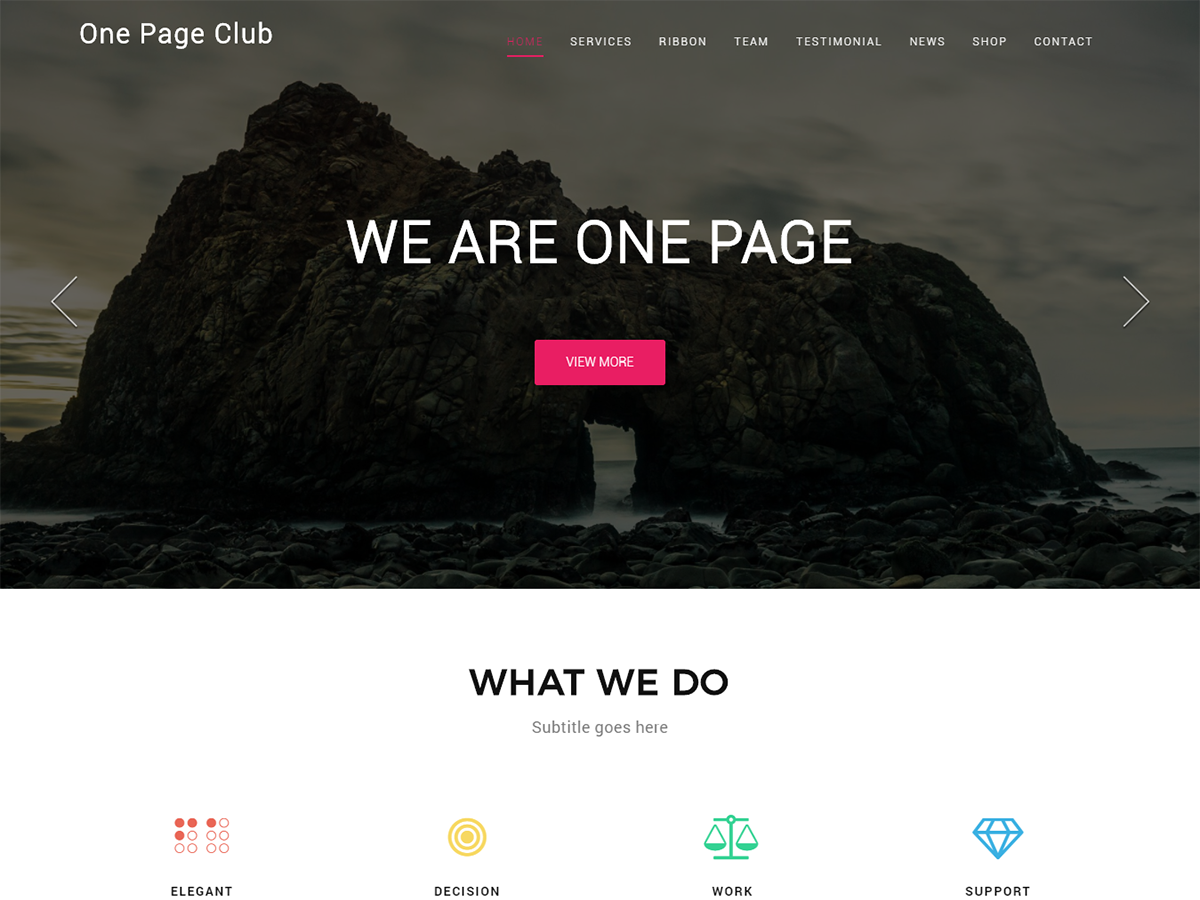 One Page Club
HOME SERVICES RIBBON TEAM TESTIMONIAL NEWS SHOP CONTACT
WE ARE ONE PAGE
VIEW MORE
WHAT WE DO
Subtitle goes here
ELEGANT DECISION WORK SUPPORT